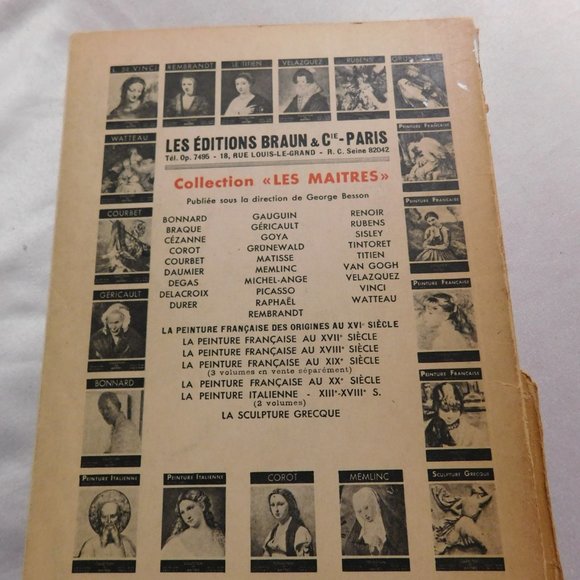 L. DE VINCI REMBRANDT LE TITIEN VELAZQUEZ RUBENS
WATTEAU
LES ÉDITIONS BRAUN & CIE - PARIS
Tél. Op. 7495 - 18, RUE LOUIS-LE-GRAND - R. C. Seine 82042
PEINTURE FRANÇAISE
Collection «LES MAITRES»
Publiée sous la direction de George Besson
PEINTURE FRANÇAISE
COURBET
BONNARD GAUGUIN RENOIR
BRAQUE GÉRICAULT RUBENS
CÉZANNE GOYA SISLEY
COROT GRÜNEWALD TINTORET
COURBET MATISSE TITIEN
DAUMIER MEMLINC VAN GOGH
DEGAS MICHEL-ANGE VELAZQUEZ
DELACROIX PICASSO VINCI
DURER RAPHAËL WATTEAU
REMBRANDT
GÉRICAULT
PEINTURE FRANÇAISE
LA PEINTURE FRANÇAISE DES ORIGINES AU XVIe SIÈCLE
LA PEINTURE FRANÇAISE AU XVIIe SIÈCLE
LA PEINTURE FRANÇAISE AU XVIIIe SIÈCLE
LA PEINTURE FRANÇAISE AU XIXe SIÈCLE
(3 volumes en vente séparément)
LA PEINTURE FRANÇAISE AU XXe SIÈCLE
LA PEINTURE ITALIENNE - XIIIe-XVIIIe S.
(2 volumes)
LA SCULPTURE GRECQUE
BONNARD
PEINTURE FRANÇAISE
PEINTURE ITALIENNE PEINTURE ITALIENNE COROT MEMLINC SCULPTURE GRECQUE